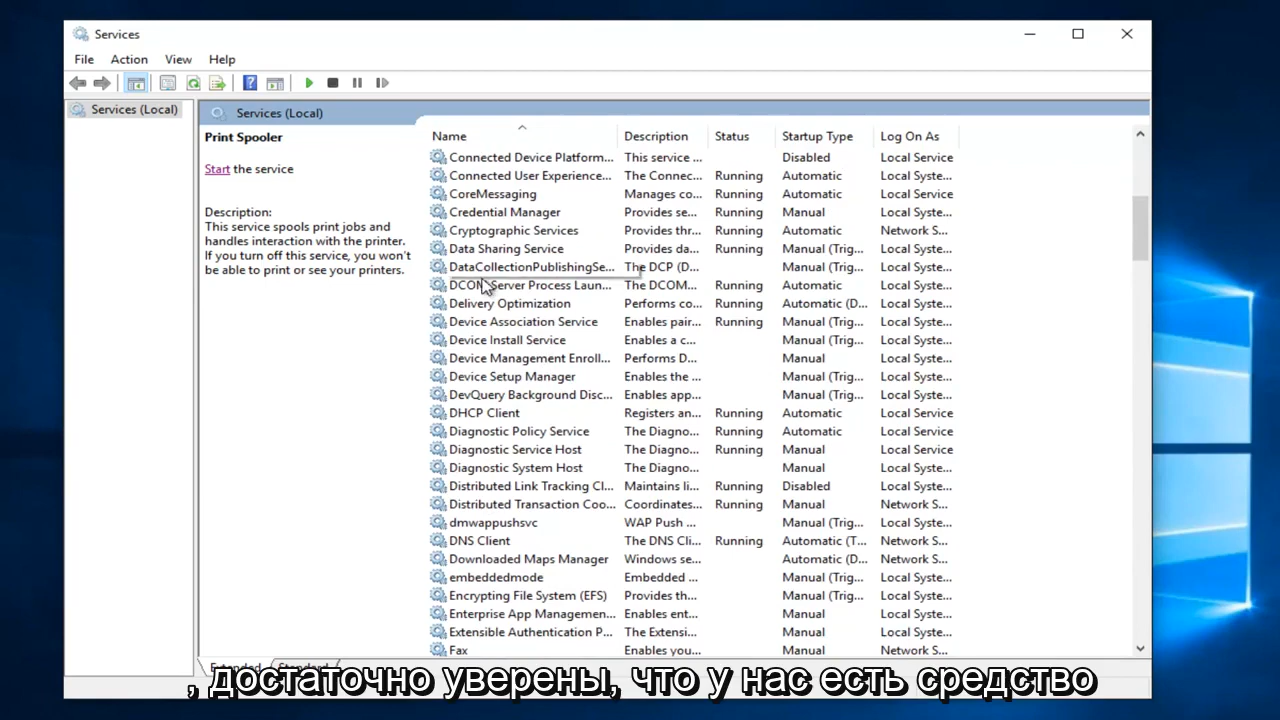 Services
File Action View Help
Services (Local)
Services (Local)
Print Spooler
Start the service
Description:
This service spools print jobs and
handles interaction with the printer.
If you turn off this service, you won't
be able to print or see your printers.
Name Description Status Startup Type Log On As
Connected Device Platform... This service ... Disabled Local Service
Connected User Experience... The Connec... Running Automatic Local Syste...
CoreMessaging Manages co... Running Automatic Local Service
Credential Manager Provides se... Running Manual Local Syste...
Cryptographic Services Provides thr... Running Automatic Network S...
Data Sharing Service Provides da... Running Manual (Trig... Local Syste...
DataCollectionPublishingSe... The DCP (D... Manual (Trig... Local Syste...
DCOM Server Process Laun... The DCOM... Running Automatic Local Syste...
Delivery Optimization Performs co... Running Automatic (D... Local Syste...
Device Association Service Enables pair... Running Manual (Trig... Local Syste...
Device Install Service Enables a c... Manual (Trig... Local Syste...
Device Management Enroll... Performs D... Manual Local Syste...
Device Setup Manager Enables the ... Manual (Trig... Local Syste...
DevQuery Background Disc... Enables app... Manual (Trig... Local Syste...
DHCP Client Registers an... Running Automatic Local Service
Diagnostic Policy Service The Diagno... Running Automatic Local Service
Diagnostic Service Host The Diagno... Running Manual Local Service
Diagnostic System Host The Diagno... Manual Local Syste...
Distributed Link Tracking Cl... Maintains li... Running Disabled Local Syste...
Distributed Transaction Coo... Coordinates... Running Manual Network S...
dmwappushsvc WAP Push ... Manual (Trig... Local Syste...
DNS Client The DNS Cli... Running Automatic (T... Network S...
Downloaded Maps Manager Windows se... Automatic (D... Network S...
embeddedmode Embedded ... Manual (Trig... Local Syste...
Encrypting File System (EFS) Provides th... Manual (Trig... Local Syste...
Enterprise App Managemen... Enables ent... Manual Local Syste...
Extensible Authentication P... The Extensi... Manual Local Syste...
Fax Enables you... Manual Network S...
Extended Standard
, достаточно уверены, что у нас есть средство